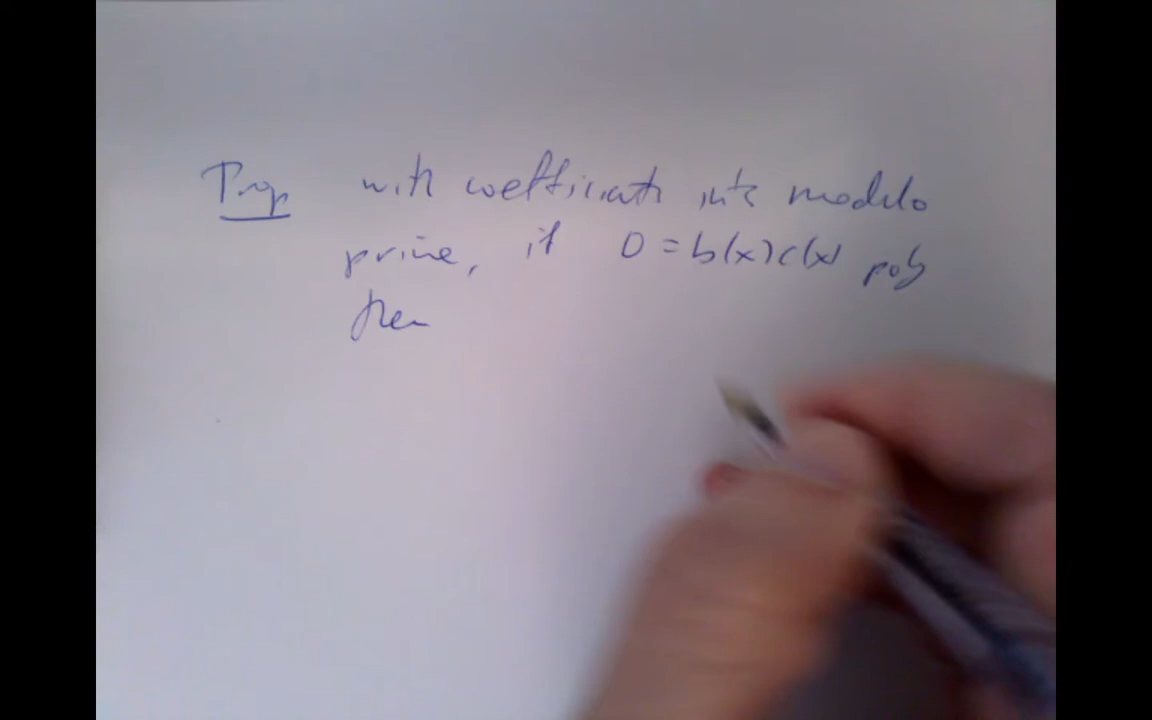 Prop with coefficients ints modulo
prime, if 0 = b(x)c(x) poly
then